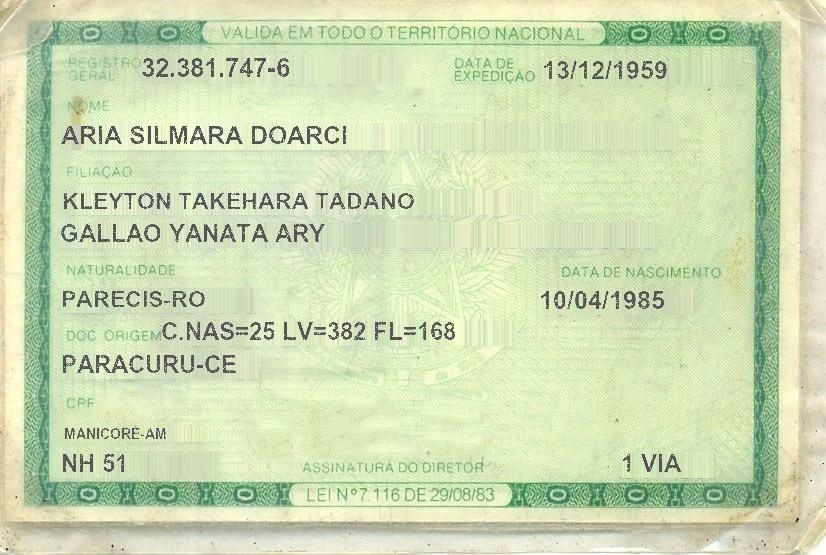 VÁLIDA EM TODO O TERRITÓRIO NACIONAL
REGISTRO GERAL 32.381.747-6 DATA DE EXPEDIÇÃO 13/12/1959
NOME
ARIA SILMARA DOARCI
FILIAÇÃO
KLEYTON TAKEHARA TADANO
GALLAO YANATA ARY
NATURALIDADE DATA DE NASCIMENTO
PARECIS-RO 10/04/1985
DOC ORIGEM C.NAS=25 LV=382 FL=168
PARACURU-CE
CPF
MANICORE-AM
NH 51 ASSINATURA DO DIRETOR 1 VIA
LEI Nº 7.116 DE 29/08/83